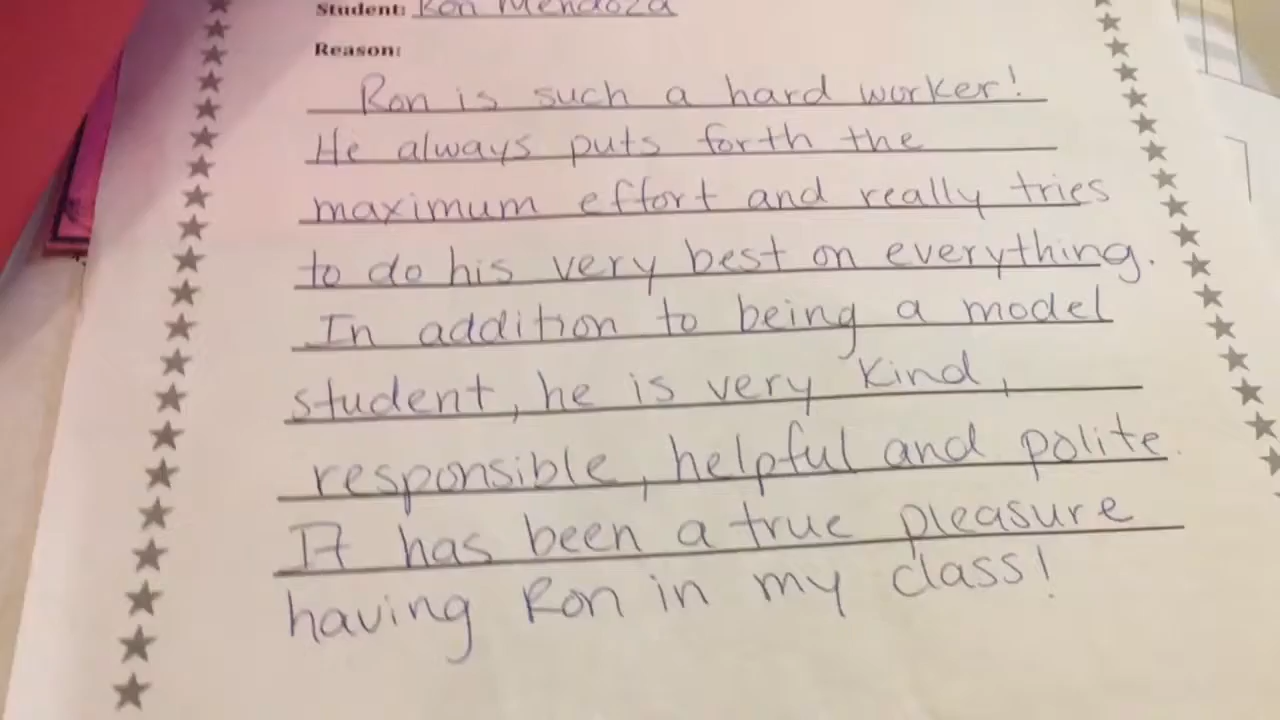 Student: Ron Mendoza
Reason:
Ron is such a hard worker!
He always puts forth the
maximum effort and really tries
to do his very best on everything.
In addition to being a model
student, he is very kind,
responsible, helpful and polite.
It has been a true pleasure
having Ron in my class!